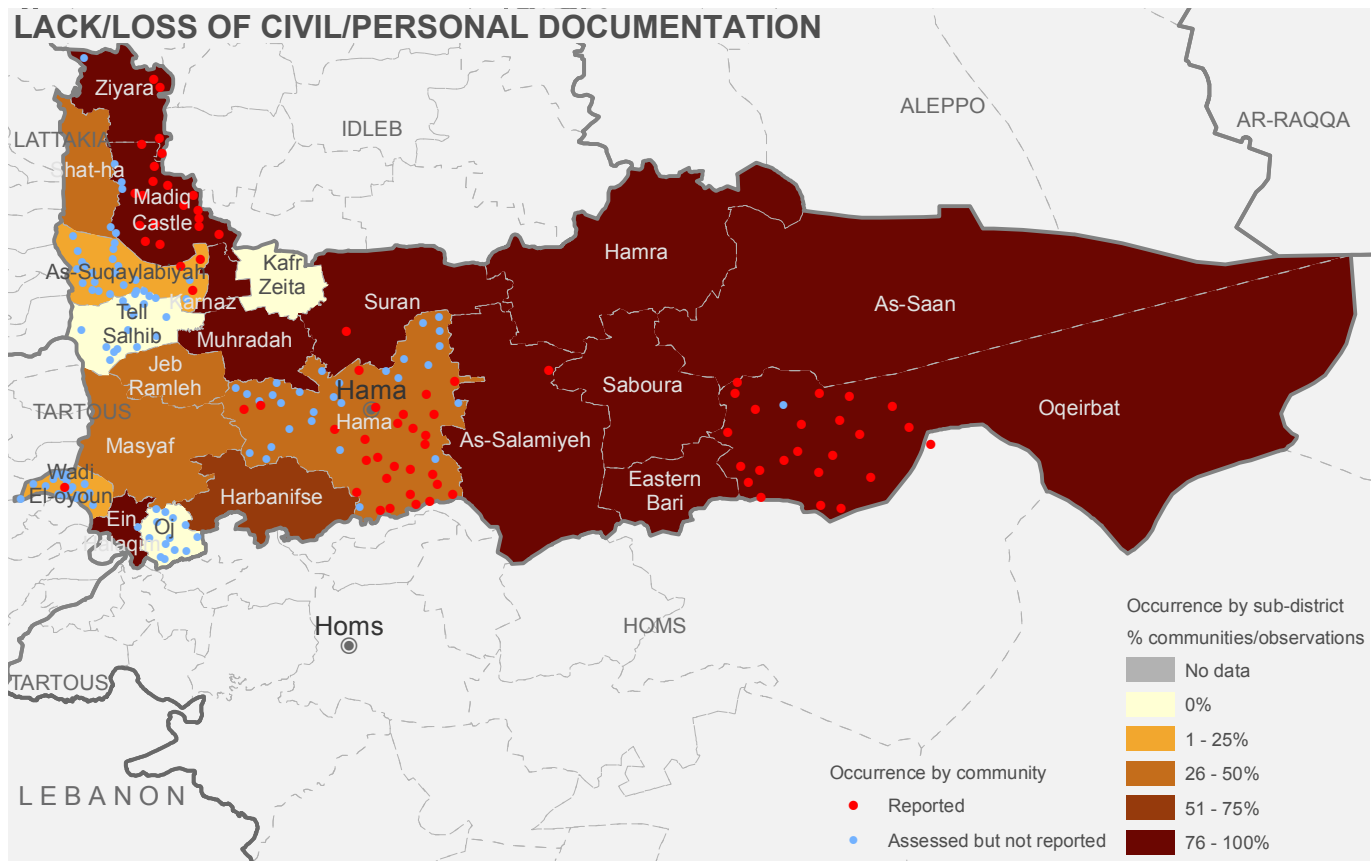 LACK/LOSS OF CIVIL/PERSONAL DOCUMENTATION
Ziyara
ALEPPO
AR-RAQQA
IDLEB
LATTAKIA
Shat-ha
Madiq
Castle
Hamra
Kafr
Zeita
As-Suqaylabiyah
Karnaz
Suran
As-Saan
Tell
Salhib
Muhradah
Jeb
Ramleh
Saboura
Hama
TARTOUS
Hama
Oqeirbat
Masyaf
As-Salamiyeh
Wadi
El-oyoun
Harbanifse
Eastern
Bari
Ein
Halaqim
Oj
Homs
HOMS
TARTOUS
LEBANON
Occurrence by sub-district
% communities/observations
No data
0%
1 - 25%
26 - 50%
51 - 75%
76 - 100%
Occurrence by community
Reported
Assessed but not reported